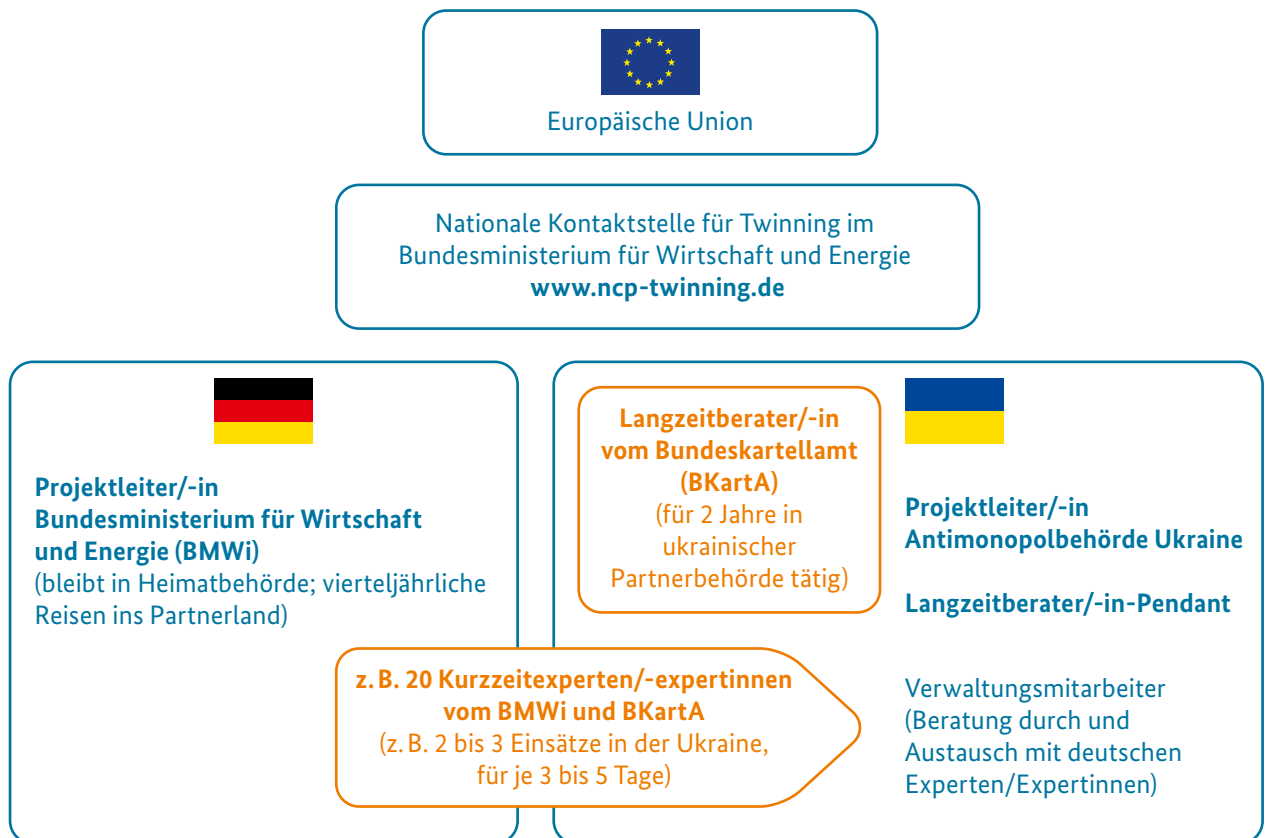 Europäische Union
Nationale Kontaktstelle für Twinning im
Bundesministerium für Wirtschaft und Energie
www.ncp-twinning.de
Projektleiter/-in
Bundesministerium für Wirtschaft
und Energie (BMWi)
(bleibt in Heimatbehörde; vierteljährliche
Reisen ins Partnerland)
Langzeitberater/-in
vom Bundeskartellamt
(BKartA)
(für 2 Jahre in
ukrainischer
Partnerbehörde tätig)
Projektleiter/-in
Antimonopolbehörde Ukraine
Langzeitberater/-in-Pendant
z. B. 20 Kurzzeitexperten/-expertinnen
vom BMWi und BKartA
(z. B. 2 bis 3 Einsätze in der Ukraine,
für je 3 bis 5 Tage)
Verwaltungsmitarbeiter
(Beratung durch und
Austausch mit deutschen
Experten/Expertinnen)